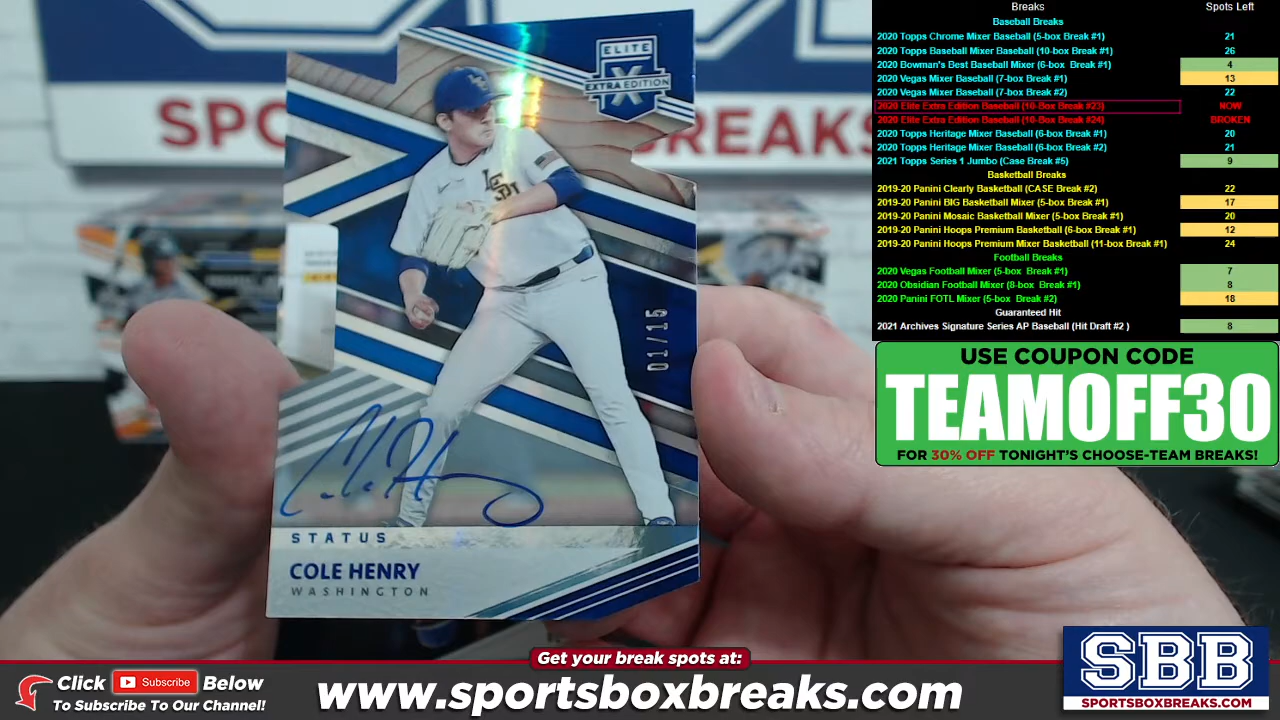 ELITE
X
EXTRA EDITION
SPORTS
BREAKS
LS
01/15
STATUS
COLE HENRY
WASHINGTON
Breaks Spots Left
Baseball Breaks
2020 Topps Chrome Mixer Baseball (5-box Break #1) 21
2020 Topps Baseball Mixer Baseball (10-box Break #1) 26
2020 Bowman's Best Baseball Mixer (6-box Break #1) 4
2020 Vegas Mixer Baseball (7-box Break #1) 13
2020 Vegas Mixer Baseball (7-box Break #2) 22
2020 Elite Extra Edition Baseball (10-Box Break #23) NOW
2020 Elite Extra Edition Baseball (10-Box Break #24) BROKEN
2020 Topps Heritage Mixer Baseball (6-box Break #1) 20
2020 Topps Heritage Mixer Baseball (6-box Break #2) 21
2021 Topps Series 1 Jumbo (Case Break #5) 9
Basketball Breaks
2019-20 Panini Clearly Basketball (CASE Break #2) 22
2019-20 Panini BIG Basketball Mixer (5-box Break #1) 17
2019-20 Panini Mosaic Basketball Mixer (5-box Break #1) 20
2019-20 Panini Hoops Premium Basketball (6-box Break #1) 12
2019-20 Panini Hoops Premium Mixer Basketball (11-box Break #1) 24
Football Breaks
2020 Vegas Football Mixer (5-box Break #1) 7
2020 Obsidian Football Mixer (8-box Break #1) 8
2020 Panini FOTL Mixer (5-box Break #2) 18
Guaranteed Hit
2021 Archives Signature Series AP Baseball (Hit Draft #2 ) 8
USE COUPON CODE
TEAMOFF30
FOR 30% OFF TONIGHT'S CHOOSE-TEAM BREAKS!
Get your break spots at:
Click Subscribe Below
To Subscribe To Our Channel!
www.sportsboxbreaks.com
SBB
SPORTSBOXBREAKS.COM